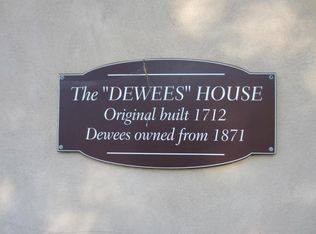 The "DEWEES" HOUSE
Original built 1712
Dewees owned from 1871